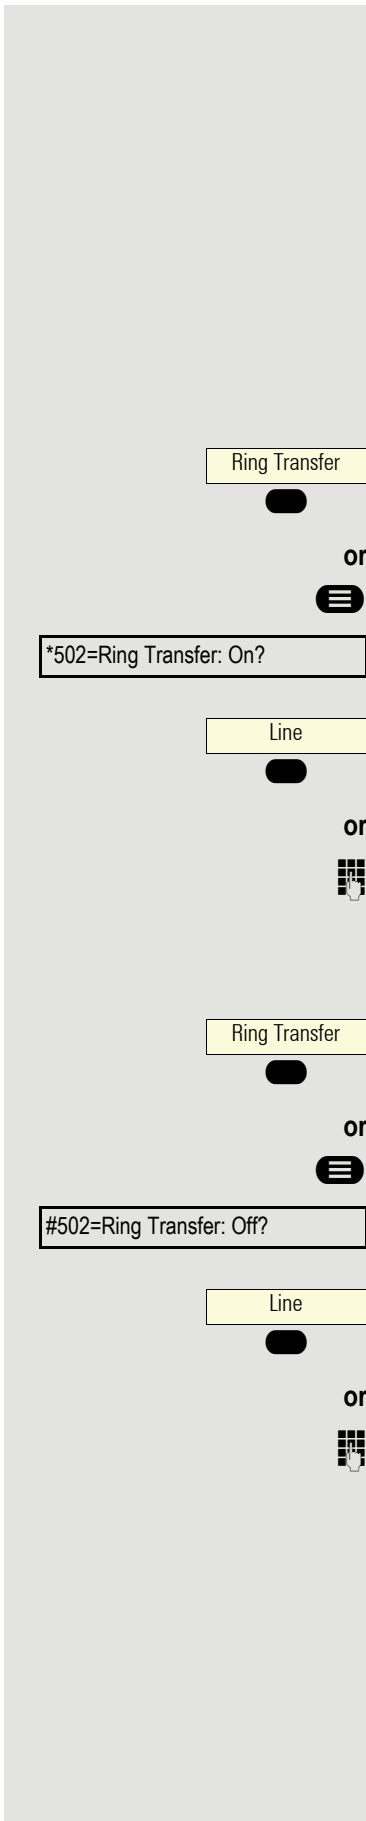 Ring Transfer
or
*502=Ring Transfer: On?
Line
or
Ring Transfer
or
#502=Ring Transfer: Off?
Line
or